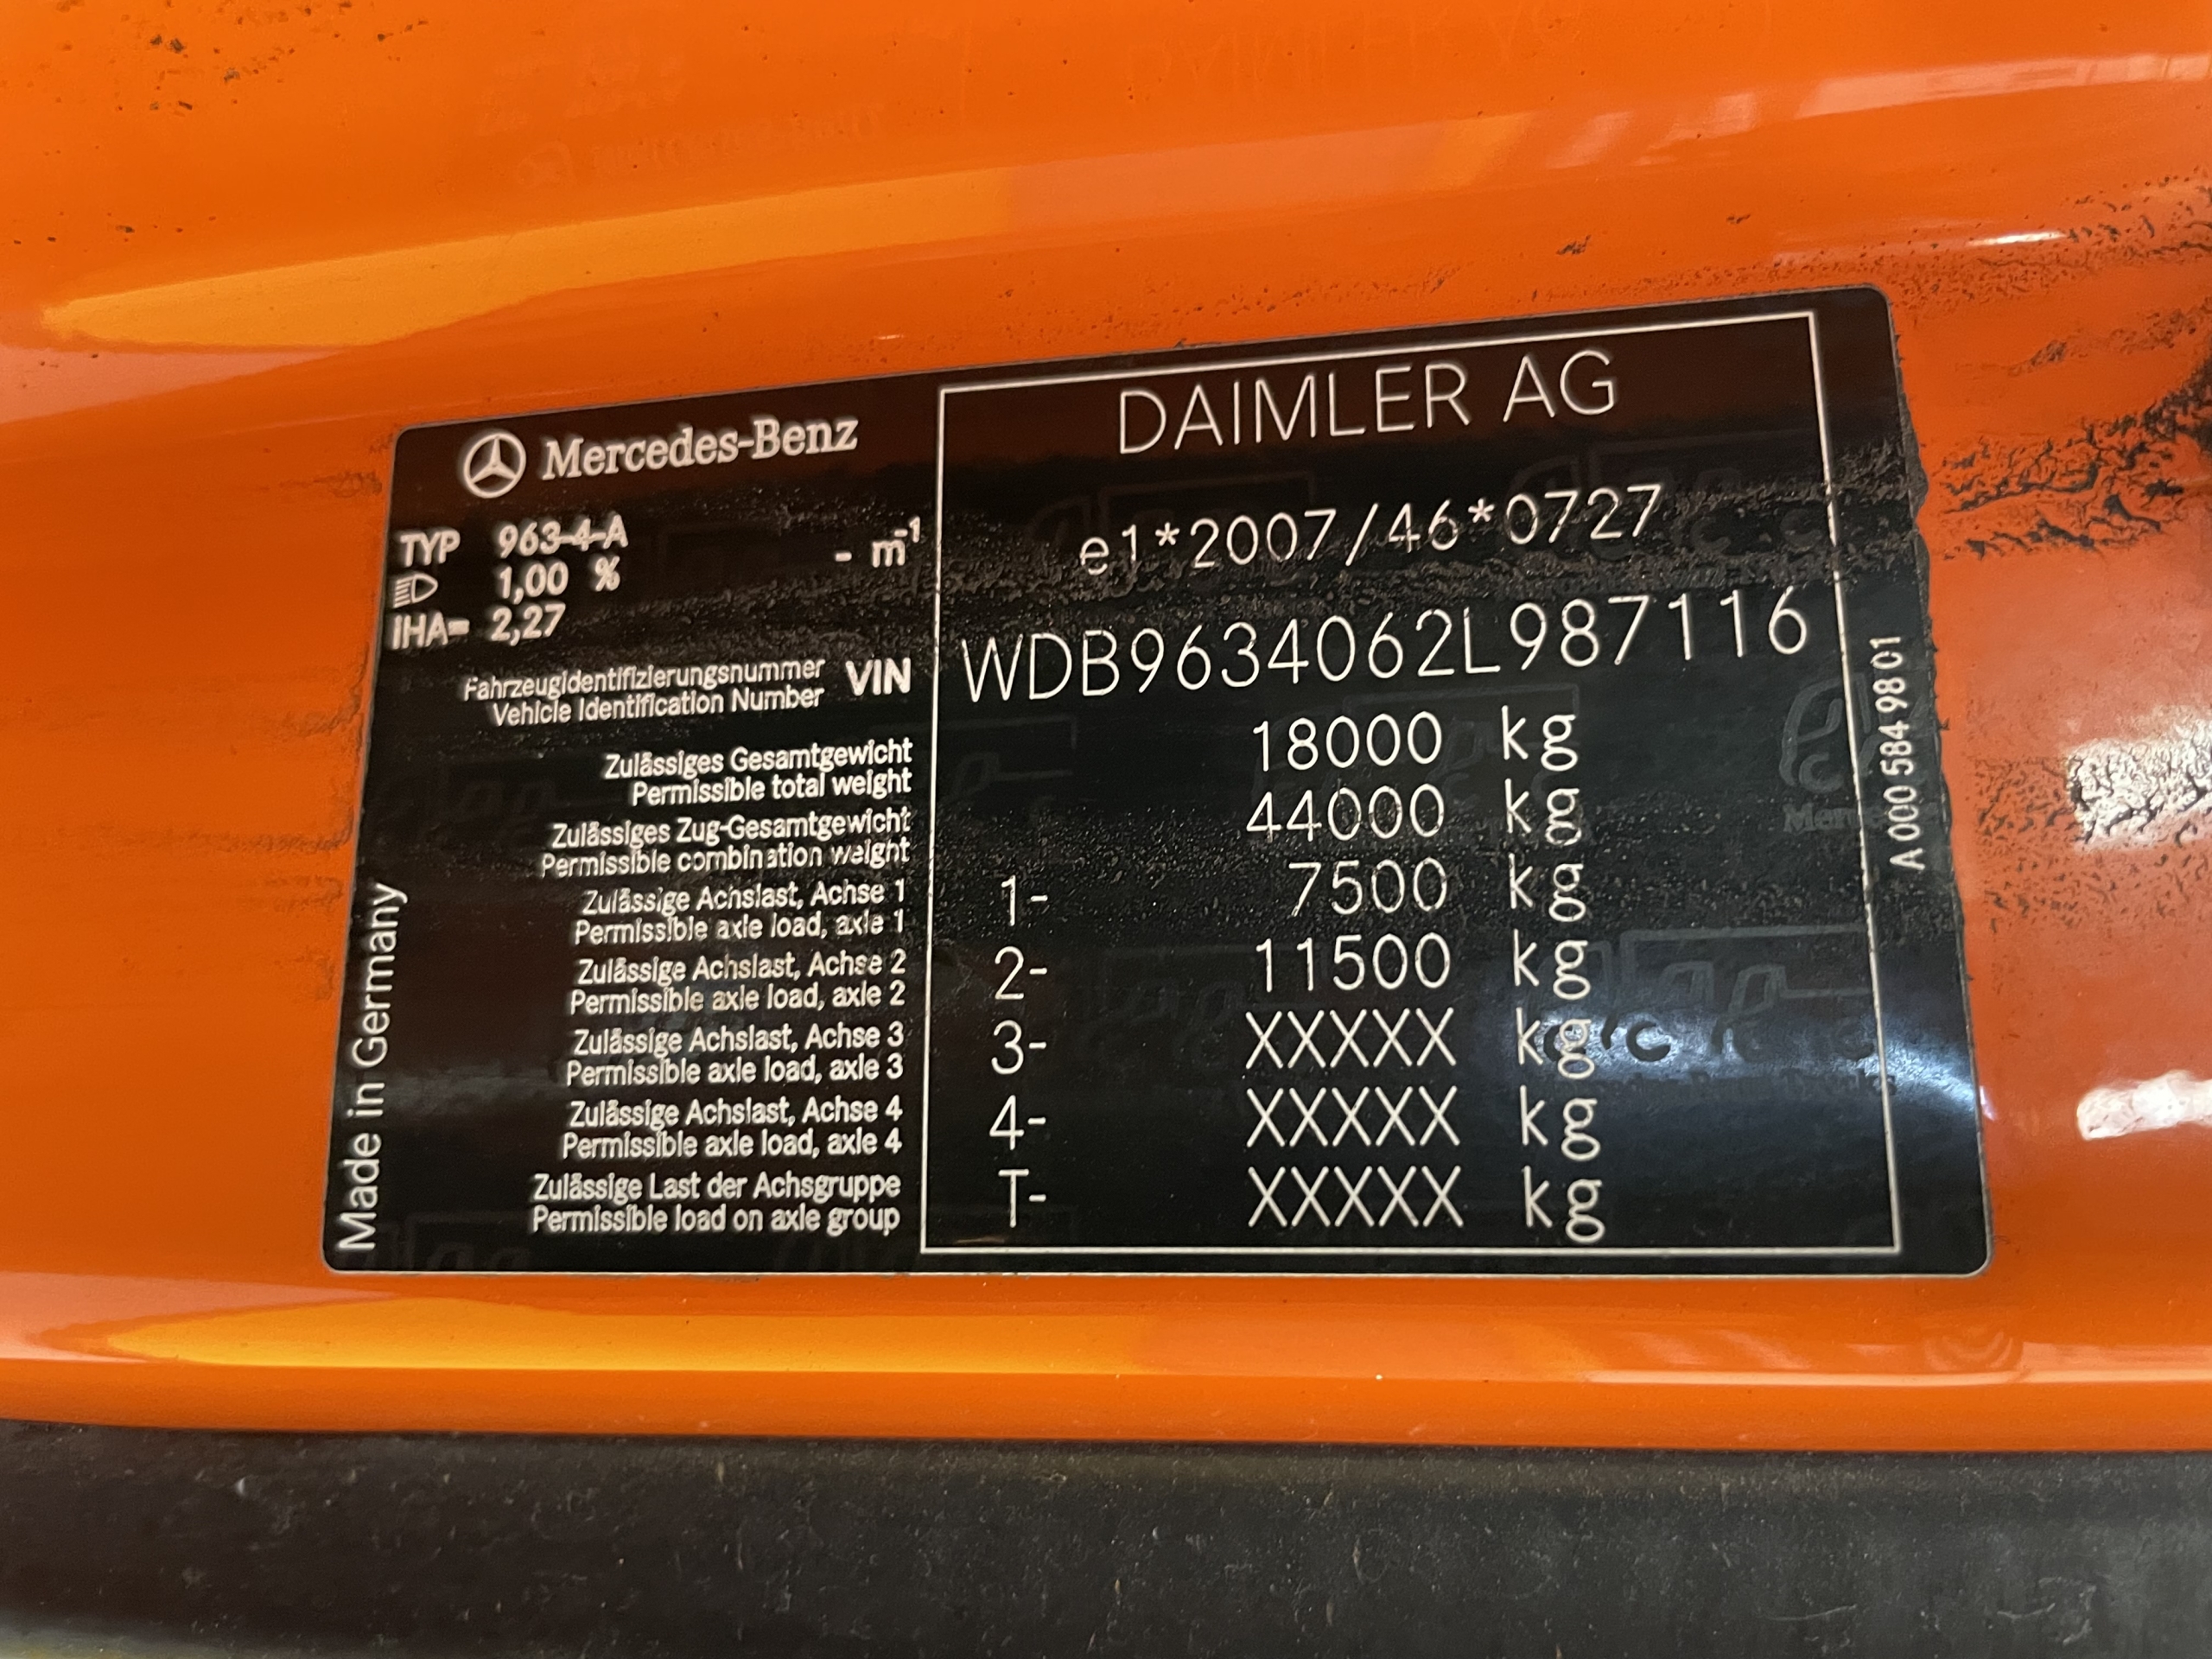 Mercedes-Benz
TYP 963-4-A
1,00 % - m⁻¹
IHA= 2,27
DAIMLER AG
e1*2007/46*0727
Fahrzeugidentifizierungsnummer
Vehicle Identification Number
VIN WDB9634062L987116
Zulässiges Gesamtgewicht
Permissible total weight
18000 kg
Zulässiges Zug-Gesamtgewicht
Permissible combination weight
44000 kg
Zulässige Achslast, Achse 1
Permissible axle load, axle 1
1- 7500 kg
Zulässige Achslast, Achse 2
Permissible axle load, axle 2
2- 11500 kg
Zulässige Achslast, Achse 3
Permissible axle load, axle 3
3- XXXXX kg
Zulässige Achslast, Achse 4
Permissible axle load, axle 4
4- XXXXX kg
Zulässige Last der Achsgruppe
Permissible load on axle group
T- XXXXX kg
Made in Germany
A 000 584 98 01